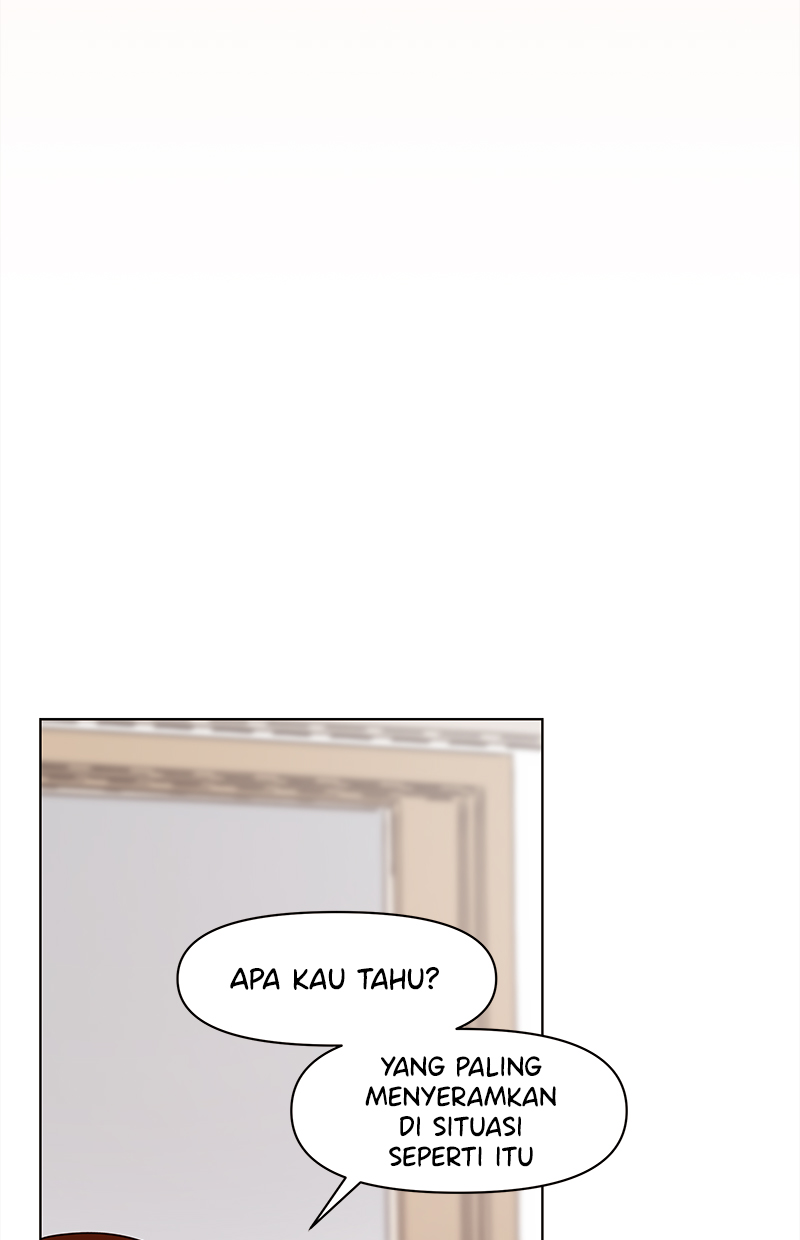 APA KAU TAHU?
YANG PALING
MENYERAMKAN
DI SITUASI
SEPERTI ITU